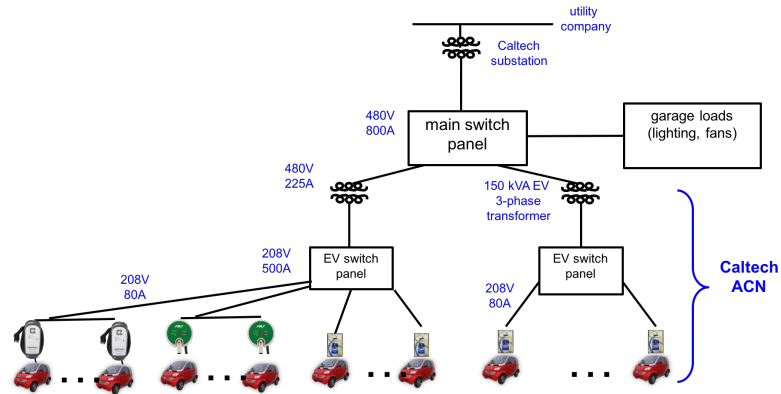 utility
company
Caltech
substation
480V
800A
main switch
panel
garage loads
(lighting, fans)
480V
225A
150 kVA EV
3-phase
transformer
208V
500A
EV switch
panel
EV switch
panel
208V
80A
208V
80A
Caltech
ACN